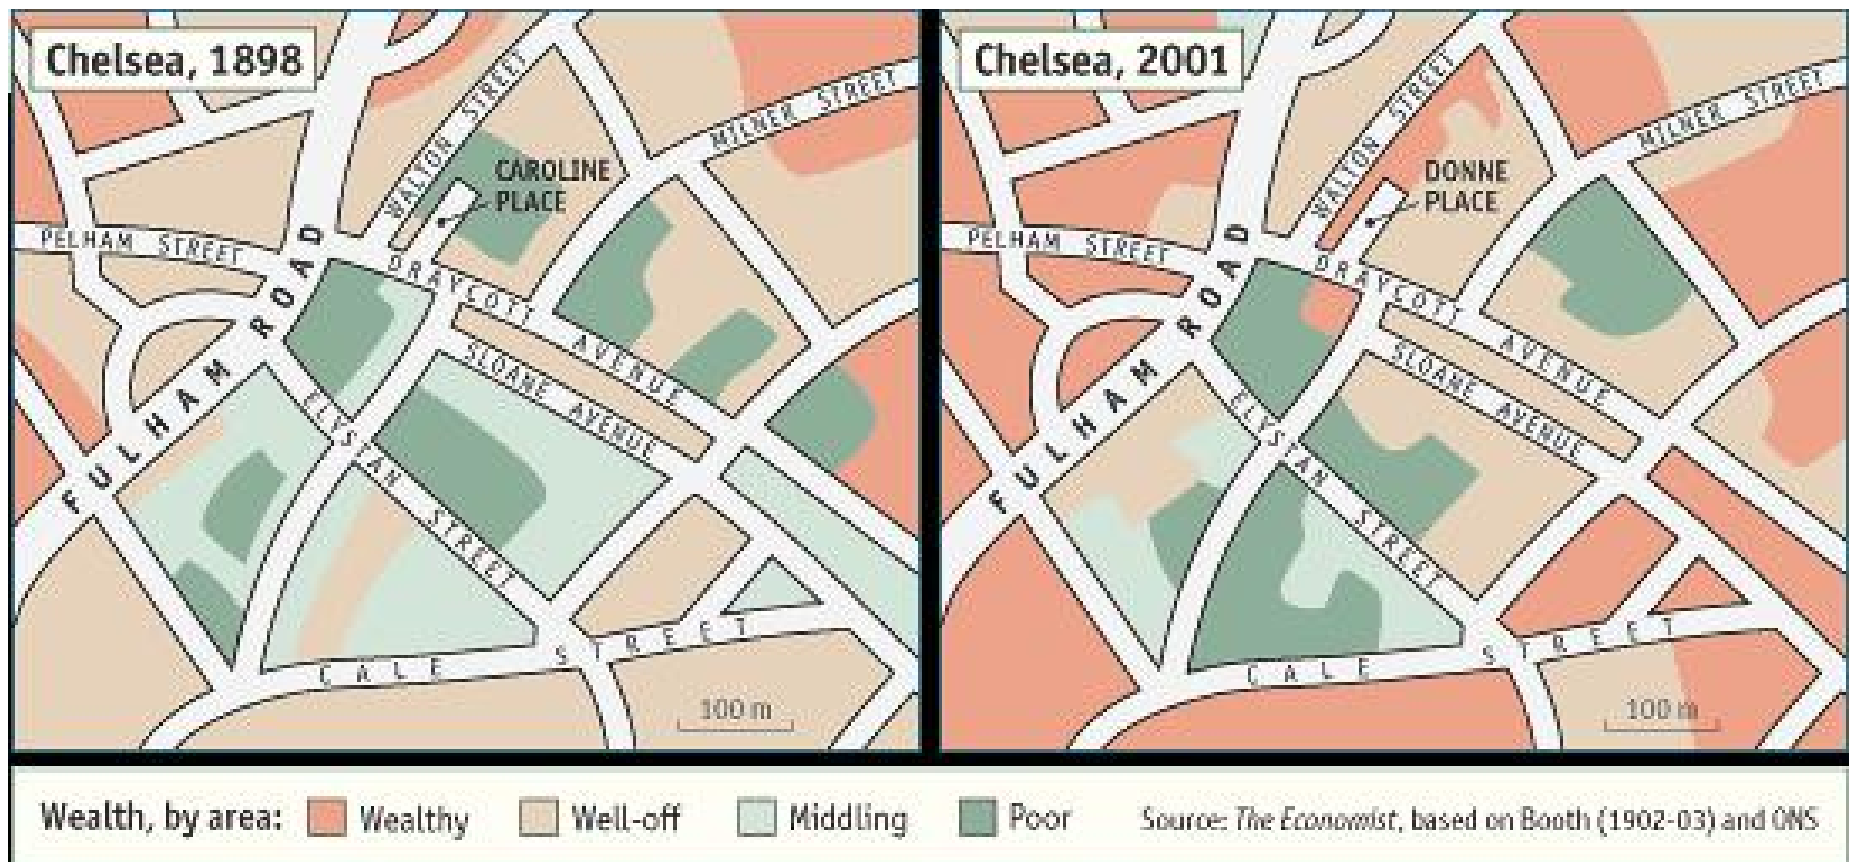 Chelsea, 1898
WALTON STREET
MILNER STREET
CAROLINE
PLACE
PELHAM STREET
FULHAM ROAD
DRAYCOTT AVENUE
SLOANE AVENUE
ELYSTAN STREET
CALE STREET
100 m
Chelsea, 2001
WALTON STREET
MILNER STREET
DONNE
PLACE
PELHAM STREET
FULHAM ROAD
DRAYCOTT AVENUE
SLOANE AVENUE
ELYSTAN STREET
CALE STREET
100 m
Wealth, by area: Wealthy Well-off Middling Poor Source: The Economist, based on Booth (1902-03) and ONS